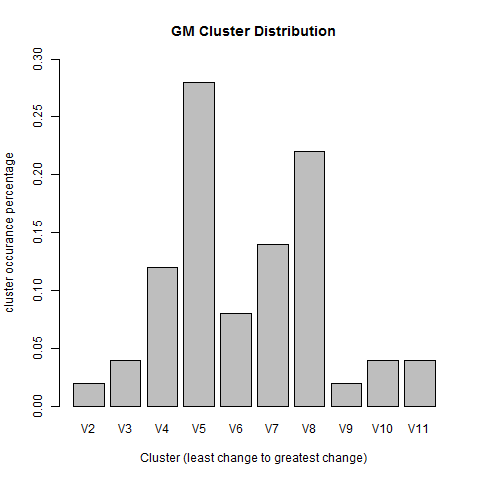 GM Cluster Distribution
cluster occurance percentage
0.30
0.25
0.20
0.15
0.10
0.05
0.00
V2 V3 V4 V5 V6 V7 V8 V9 V10 V11
Cluster (least change to greatest change)